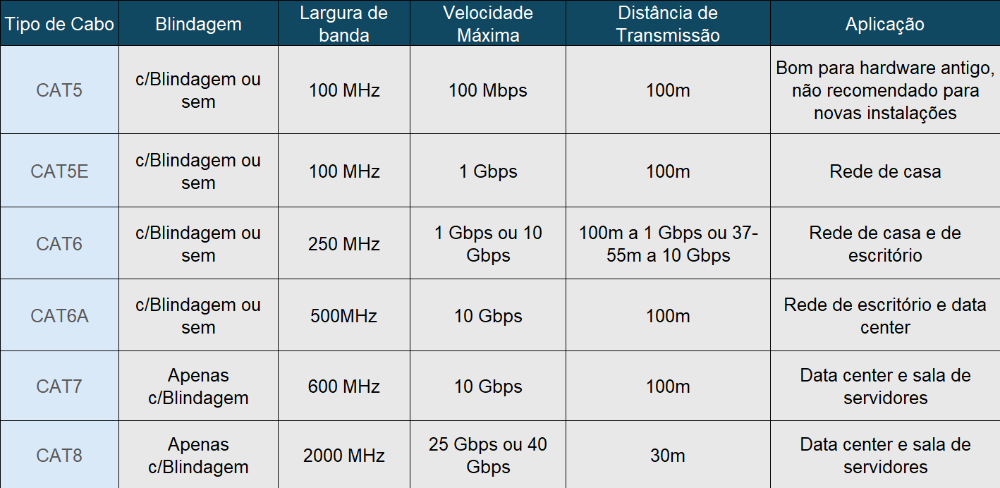 Tipo de Cabo
Blindagem
Largura de
banda
Velocidade
Máxima
Distância de
Transmissão
Aplicação
CAT5
c/Blindagem ou
sem
100 MHz
100 Mbps
100m
Bom para hardware antigo,
não recomendado para
novas instalações
CAT5E
c/Blindagem ou
sem
100 MHz
1 Gbps
100m
Rede de casa
CAT6
c/Blindagem ou
sem
250 MHz
1 Gbps ou 10
Gbps
100m a 1 Gbps ou 37-
55m a 10 Gbps
Rede de casa e de
escritório
CAT6A
c/Blindagem ou
sem
500MHz
10 Gbps
100m
Rede de escritório e data
center
CAT7
Apenas
c/Blindagem
600 MHz
10 Gbps
100m
Data center e sala de
servidores
CAT8
Apenas
c/Blindagem
2000 MHz
25 Gbps ou 40
Gbps
30m
Data center e sala de
servidores